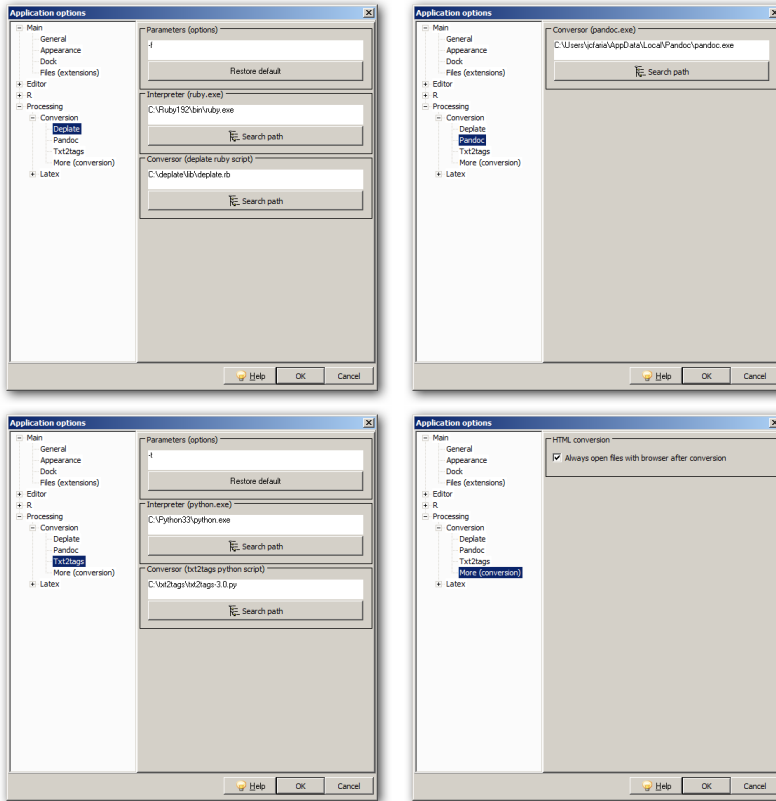 Application options
Main
General
Appearance
Dock
Files (extensions)
Editor
R
Processing
Conversion
Deplate
Pandoc
Txt2tags
More (conversion)
Latex
Parameters (options)
Restore default
Interpreter (ruby.exe)
C:\Ruby192\bin\ruby.exe
Search path
Conversor (deplate ruby script)
C:\deplate\lib\deplate.rb
Search path
Help OK Cancel
Application options
Main
General
Appearance
Dock
Files (extensions)
Editor
R
Processing
Conversion
Deplate
Pandoc
Txt2tags
More (conversion)
Latex
Conversor (pandoc.exe)
C:\Users\jcfaria\AppData\Local\Pandoc\pandoc.exe
Search path
Help OK Cancel
Application options
Main
General
Appearance
Dock
Files (extensions)
Editor
R
Processing
Conversion
Deplate
Pandoc
Txt2tags
More (conversion)
Latex
Parameters (options)
Restore default
Interpreter (python.exe)
C:\Python33\python.exe
Search path
Conversor (txt2tags python script)
C:\txt2tags\txt2tags-3.0.py
Search path
Help OK Cancel
Application options
Main
General
Appearance
Dock
Files (extensions)
Editor
R
Processing
Conversion
Deplate
Pandoc
Txt2tags
More (conversion)
Latex
HTML conversion
Always open files with browser after conversion
Help OK Cancel